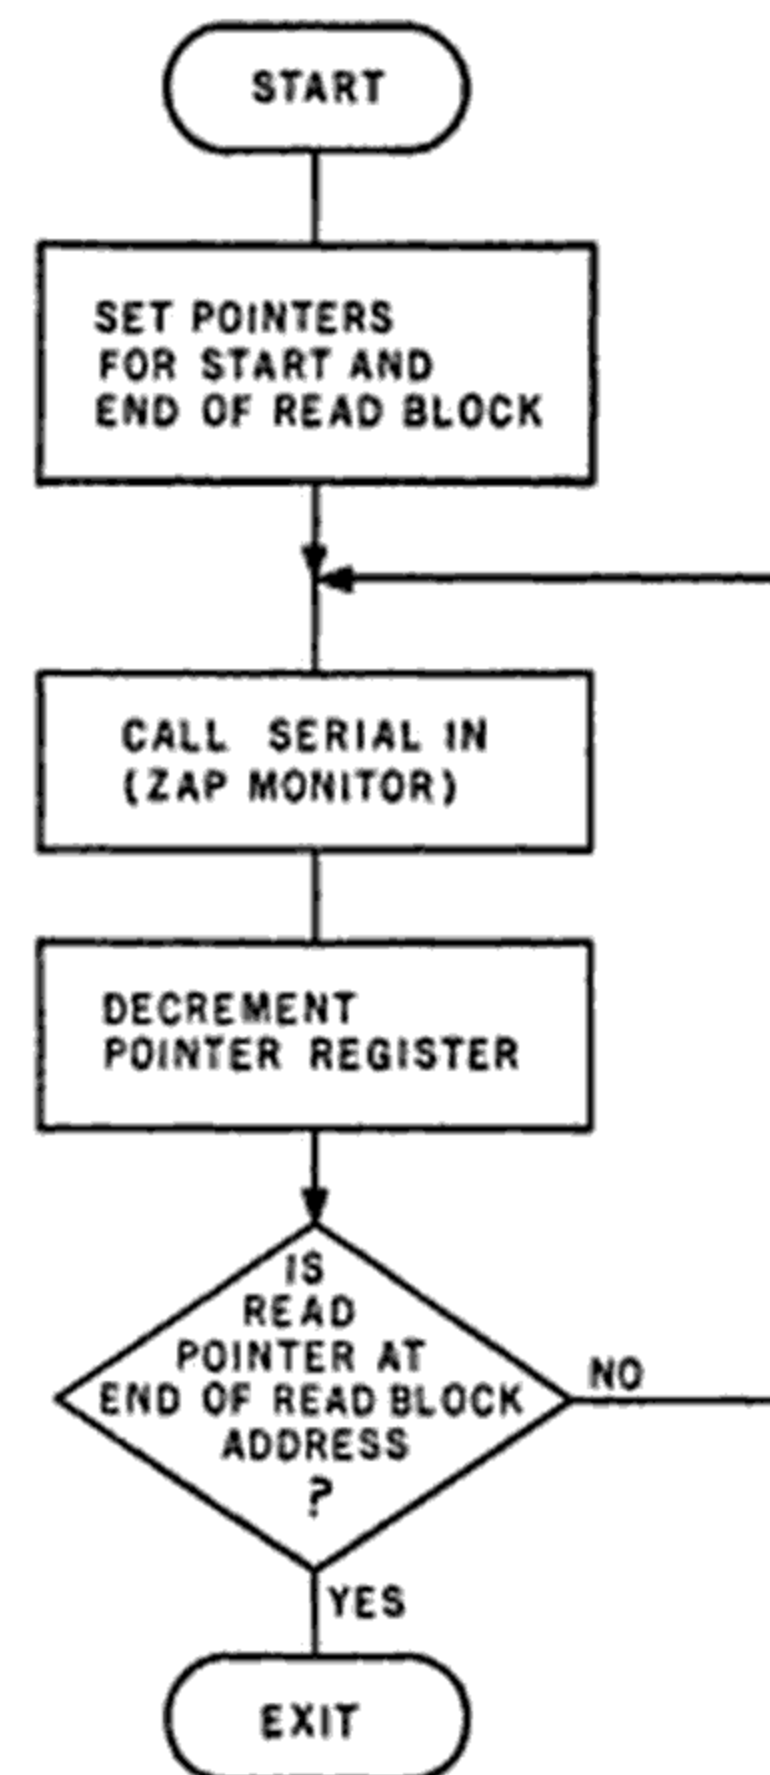 START
SET POINTERS
FOR START AND
END OF READ BLOCK
CALL SERIAL IN
(ZAP MONITOR)
DECREMENT
POINTER REGISTER
IS
READ
POINTER AT
END OF READ BLOCK
ADDRESS
?
NO
YES
EXIT